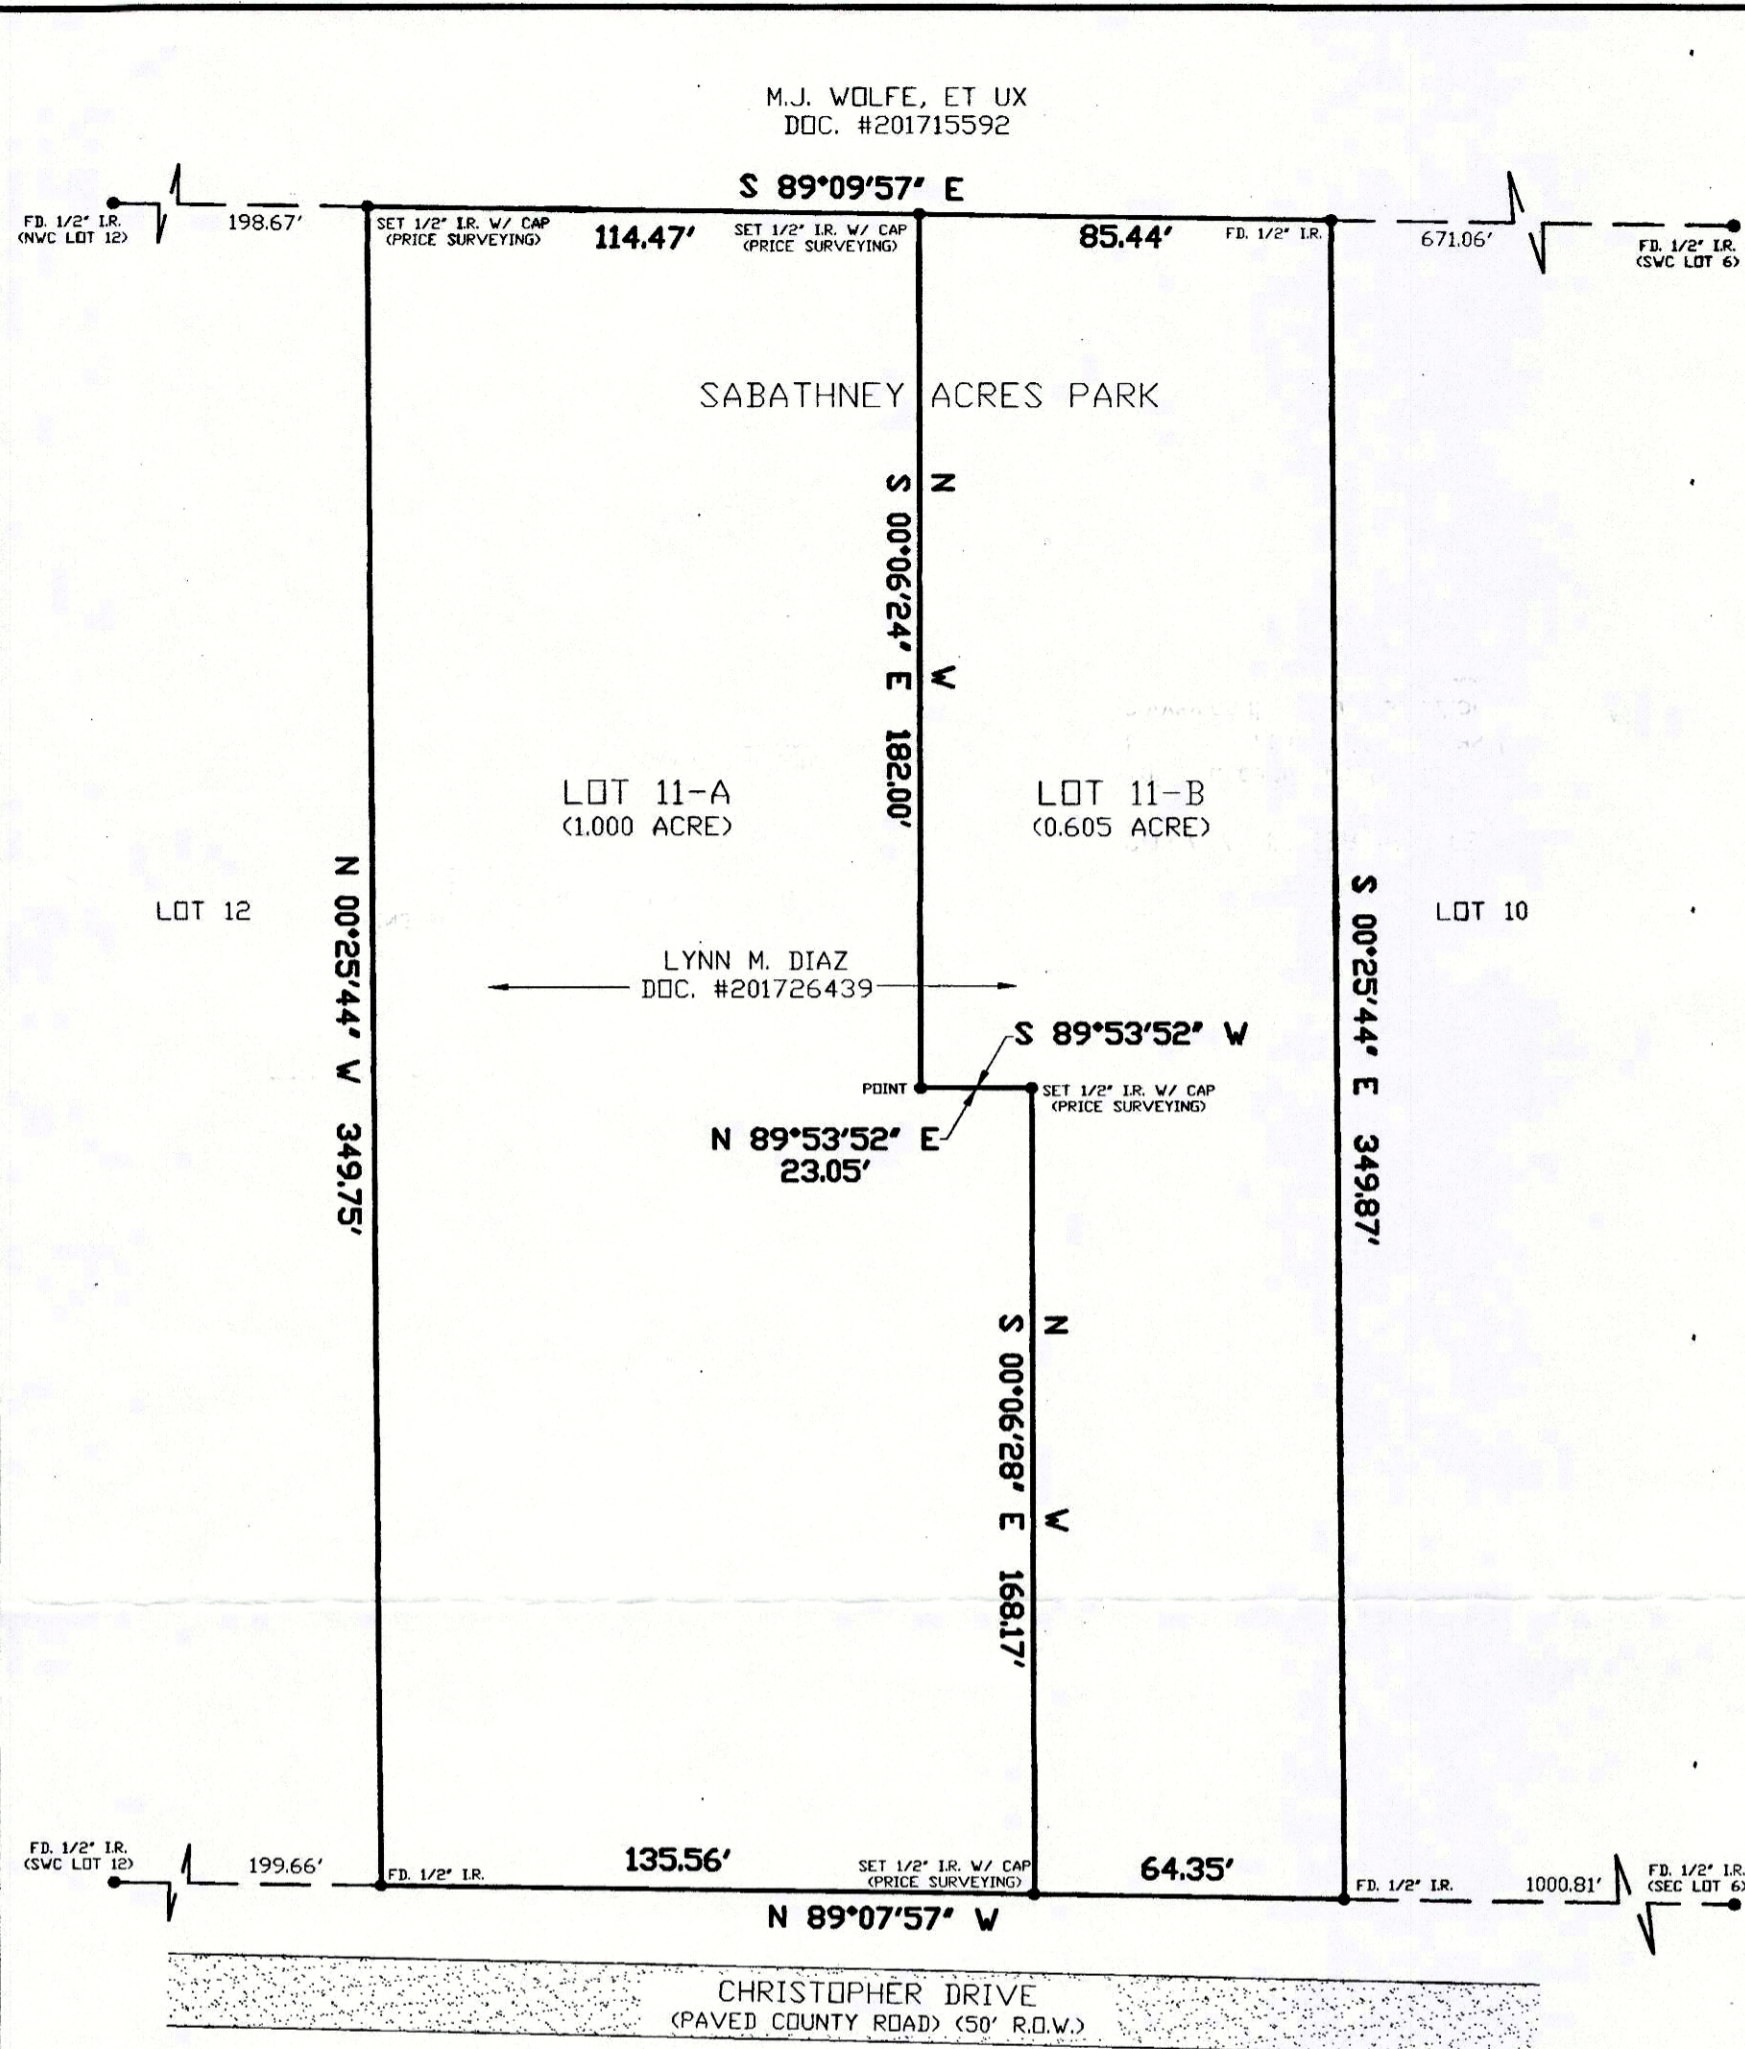 M.J. WOLFE, ET UX
DOC. #201715592
S 89°09'57" E
FD. 1/2" I.R.
(NWC LOT 12)
198.67'
SET 1/2" I.R. W/ CAP
(PRICE SURVEYING)
114.47'
SET 1/2" I.R. W/ CAP
(PRICE SURVEYING)
85.44'
FD. 1/2" I.R.
671.06'
FD. 1/2" I.R.
(SWC LOT 6)
SABATHNEY ACRES PARK
S 00°06'24" E 182.00'
N W
LOT 11-A
(1.000 ACRE)
LOT 11-B
(0.605 ACRE)
N 00°25'44" W 349.75'
LOT 12
S 00°25'44" E 349.87'
LOT 10
LYNN M. DIAZ
DOC. #201726439
S 89°53'52" W
POINT
SET 1/2" I.R. W/ CAP
(PRICE SURVEYING)
N 89°53'52" E
23.05'
S 00°06'28" E 168.17'
N W
FD. 1/2" I.R.
(SWC LOT 12)
199.66'
FD. 1/2" I.R.
135.56'
SET 1/2" I.R. W/ CAP
(PRICE SURVEYING)
64.35'
FD. 1/2" I.R.
1000.81'
FD. 1/2" I.R.
(SEC LOT 6)
N 89°07'57" W
CHRISTOPHER DRIVE
(PAVED COUNTY ROAD) (50' R.O.W.)